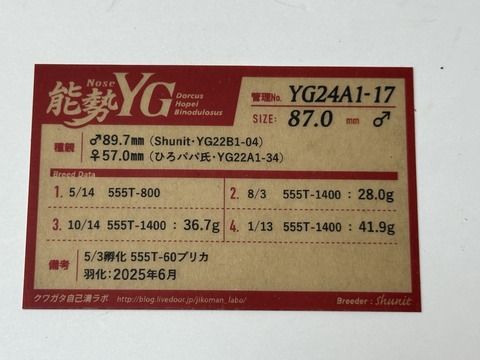 能勢YG
Nose
Dorcus
Hopei
Binodulosus
管理No. YG24A1-17
SIZE: 87.0 mm ♂
種親
♂89.7mm (Shunit・YG22B1-04)
♀57.0mm (ひろパパ氏・YG22A1-34)
Breed Data
1. 5/14 555T-800
2. 8/3 555T-1400 : 28.0g
3. 10/14 555T-1400 : 36.7g
4. 1/13 555T-1400 : 41.9g
備考
5/3孵化 555T-60プリカ
羽化:2025年6月
クワガタ自己満ラボ http://blog.livedoor.jp/jikoman_labo/
Breeder : Shunit